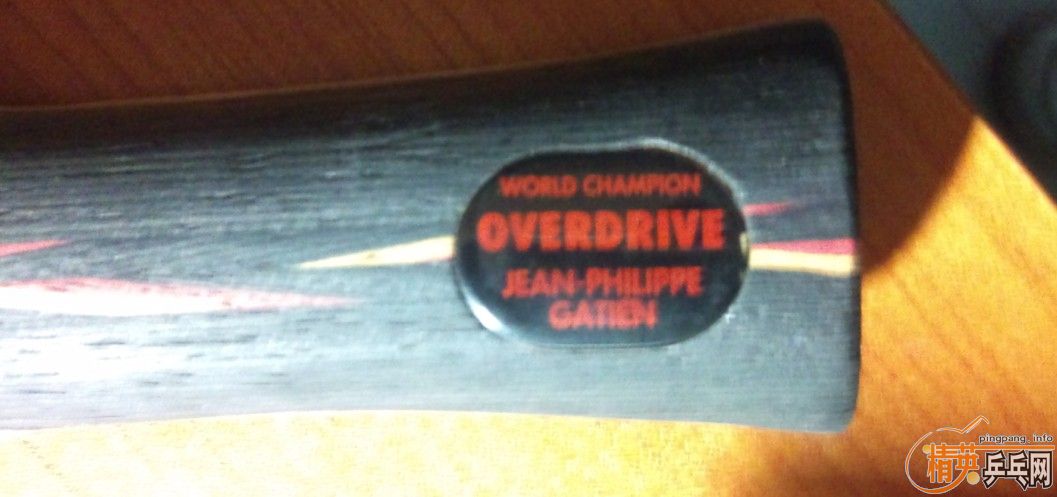 WORLD CHAMPION
OVERDRIVE
JEAN-PHILIPPE
GATIEN
pingpang.info
精英乒乓网